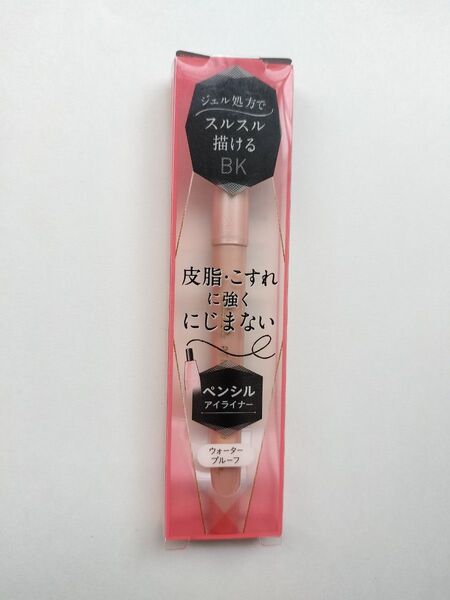 ジェル処方で
スルスル
描ける
BK
皮脂・こすれ
に強く
にじまない
ペンシル
アイライナー
ウォーター
プルーフ